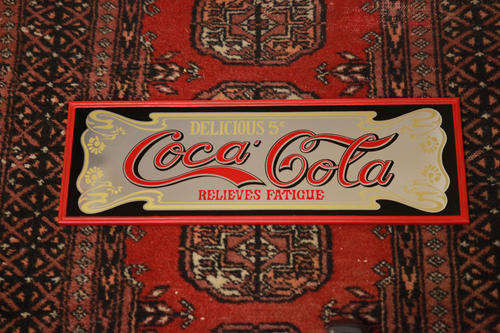 DELICIOUS 5¢
Coca-Cola
RELIEVES FATIGUE